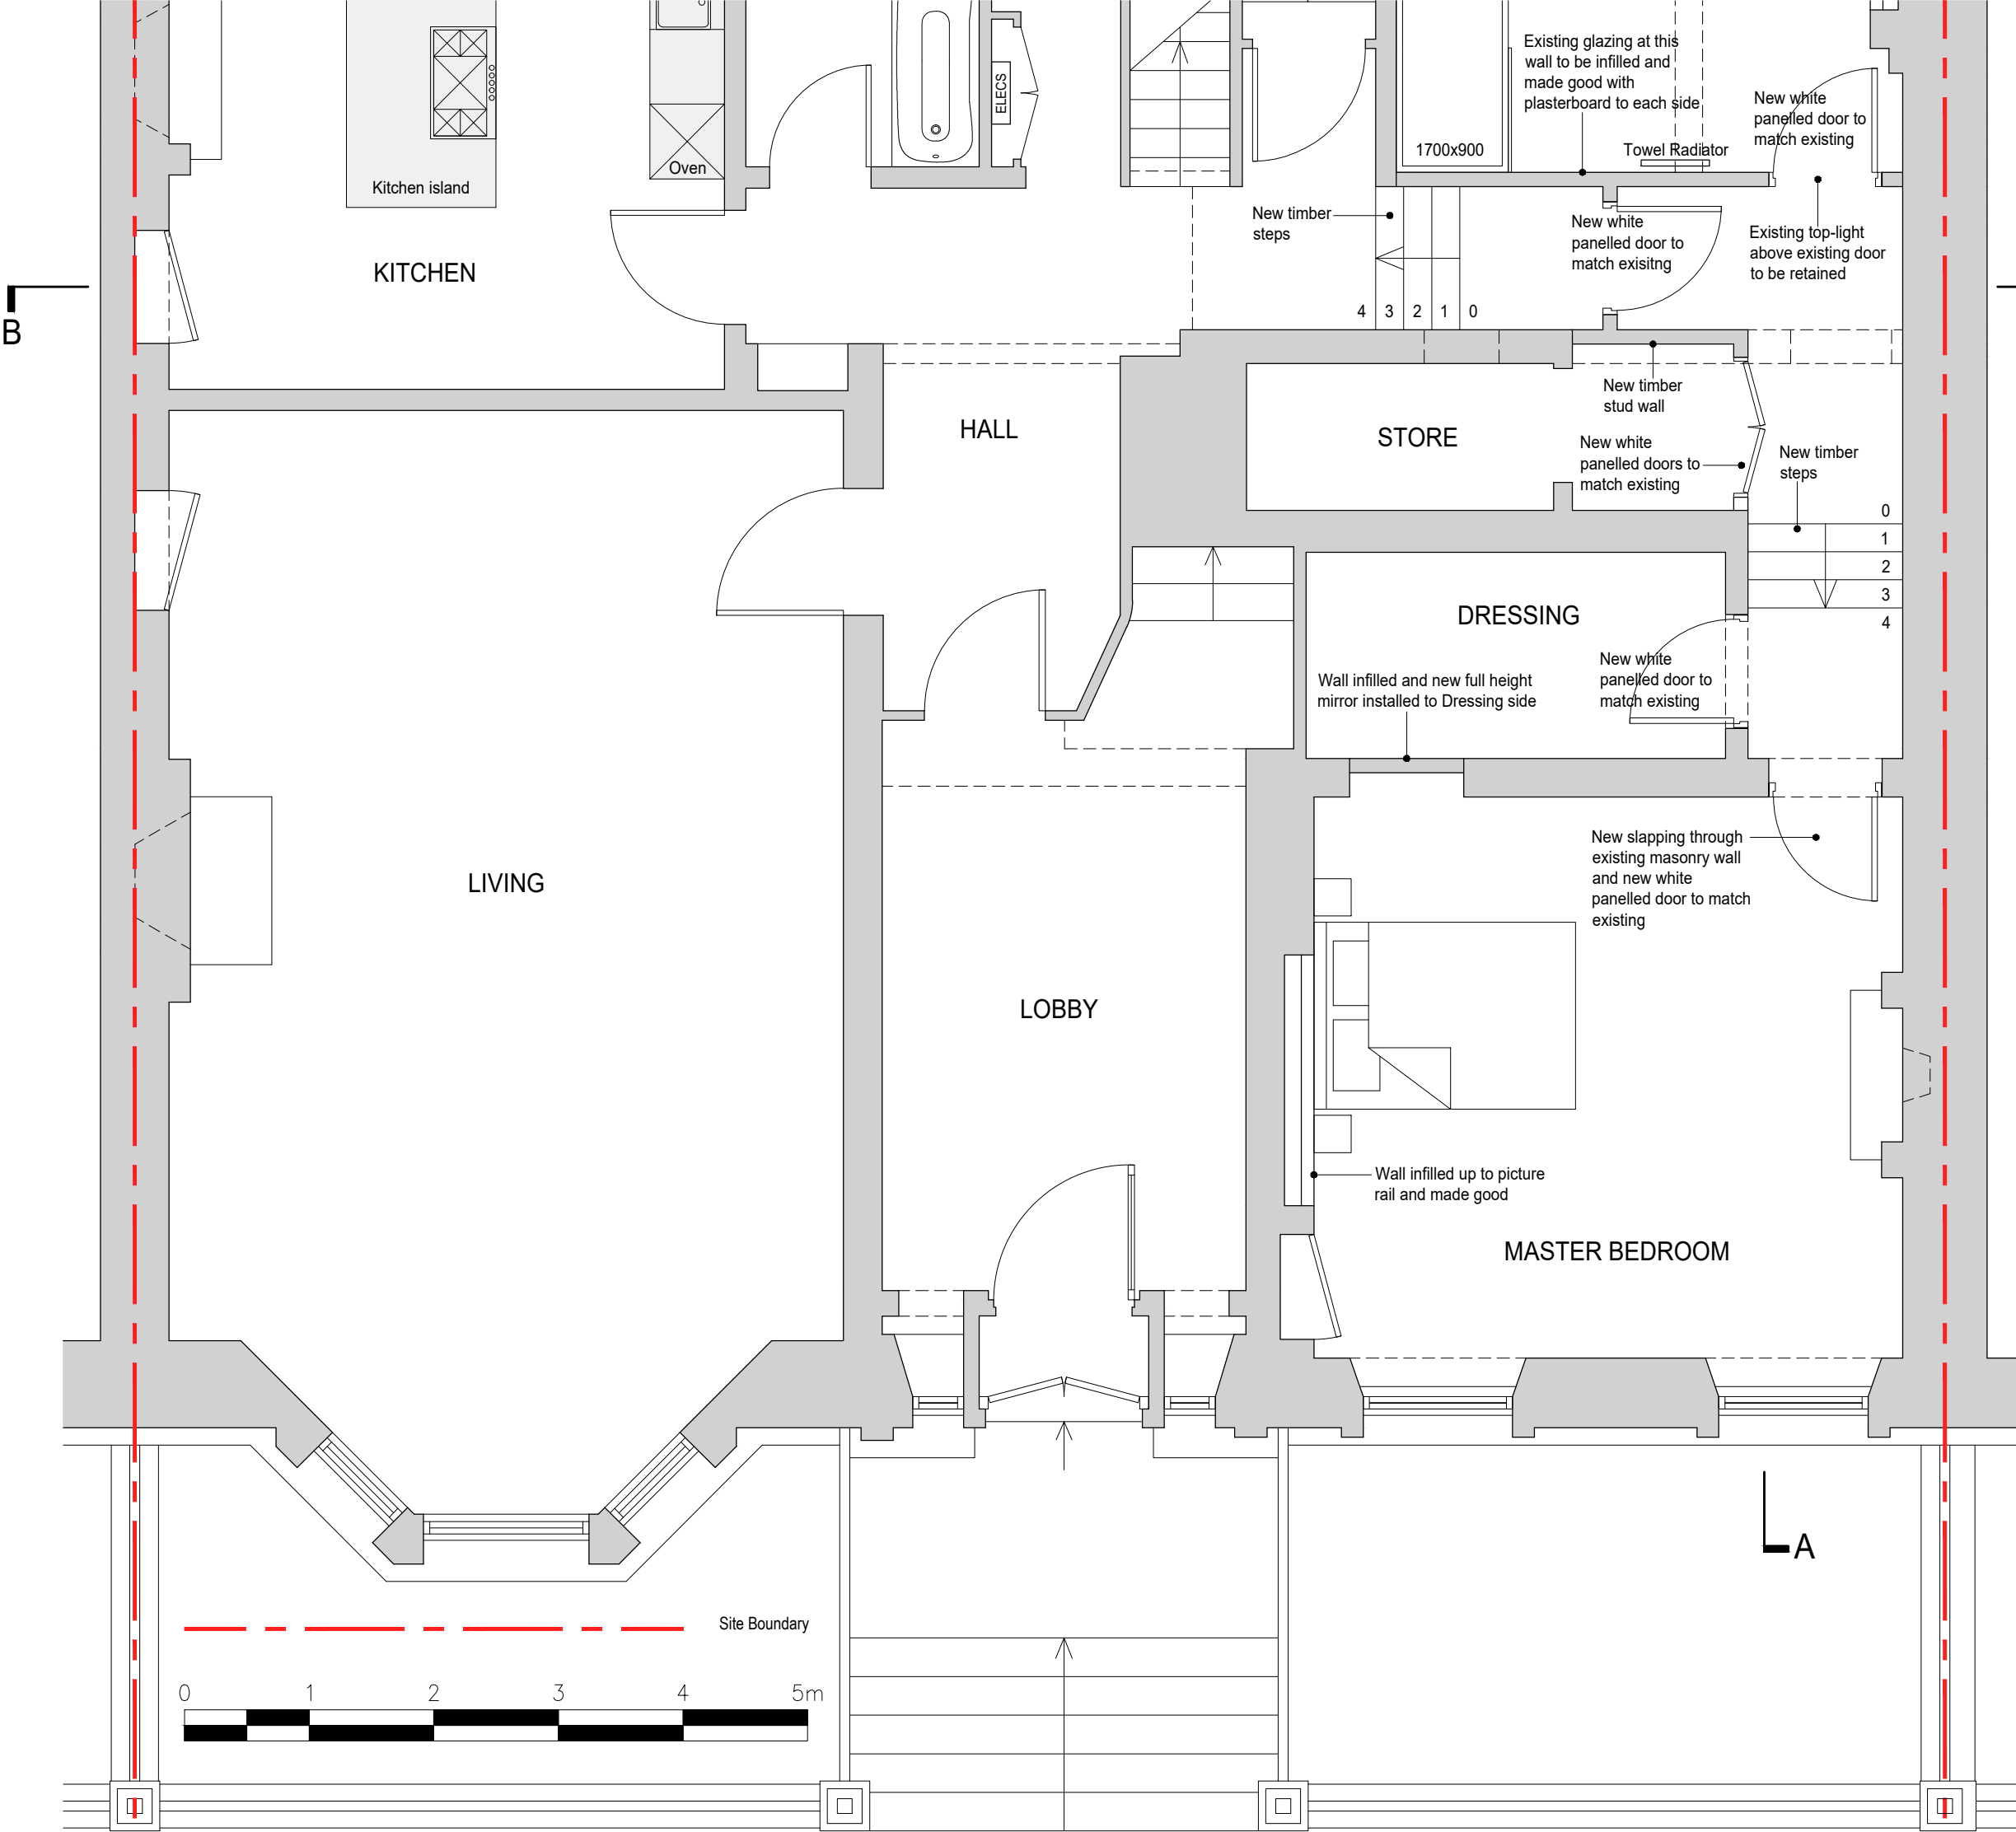 Existing glazing at this
wall to be infilled and
made good with
plasterboard to each side
New white
panelled door to
match existing
ELECS
1700x900
Towel Radiator
Oven
Kitchen island
New timber
steps
New white
panelled door to
match exisitng
Existing top-light
above existing door
to be retained
KITCHEN
B
4 3 2 1 0
New timber
stud wall
HALL
STORE
New white
panelled doors to
match existing
New timber
steps
0
1
2
3
4
DRESSING
New white
panelled door to
match existing
Wall infilled and new full height
mirror installed to Dressing side
New slapping through
existing masonry wall
and new white
panelled door to match
existing
LIVING
LOBBY
Wall infilled up to picture
rail and made good
MASTER BEDROOM
A
Site Boundary
0 1 2 3 4 5m